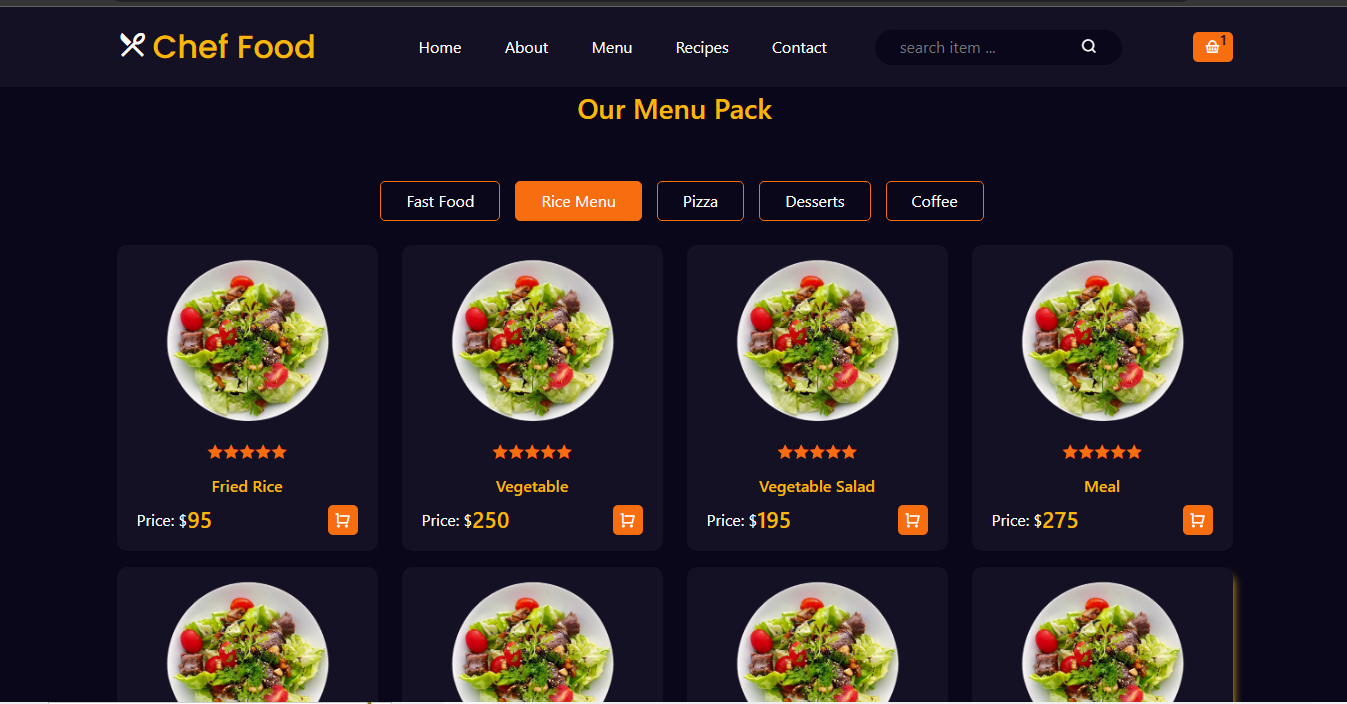 Chef Food
Home About Menu Recipes Contact search item ... 1
Our Menu Pack
Fast Food Rice Menu Pizza Desserts Coffee
Fried Rice
Price: $95
Vegetable
Price: $250
Vegetable Salad
Price: $195
Meal
Price: $275